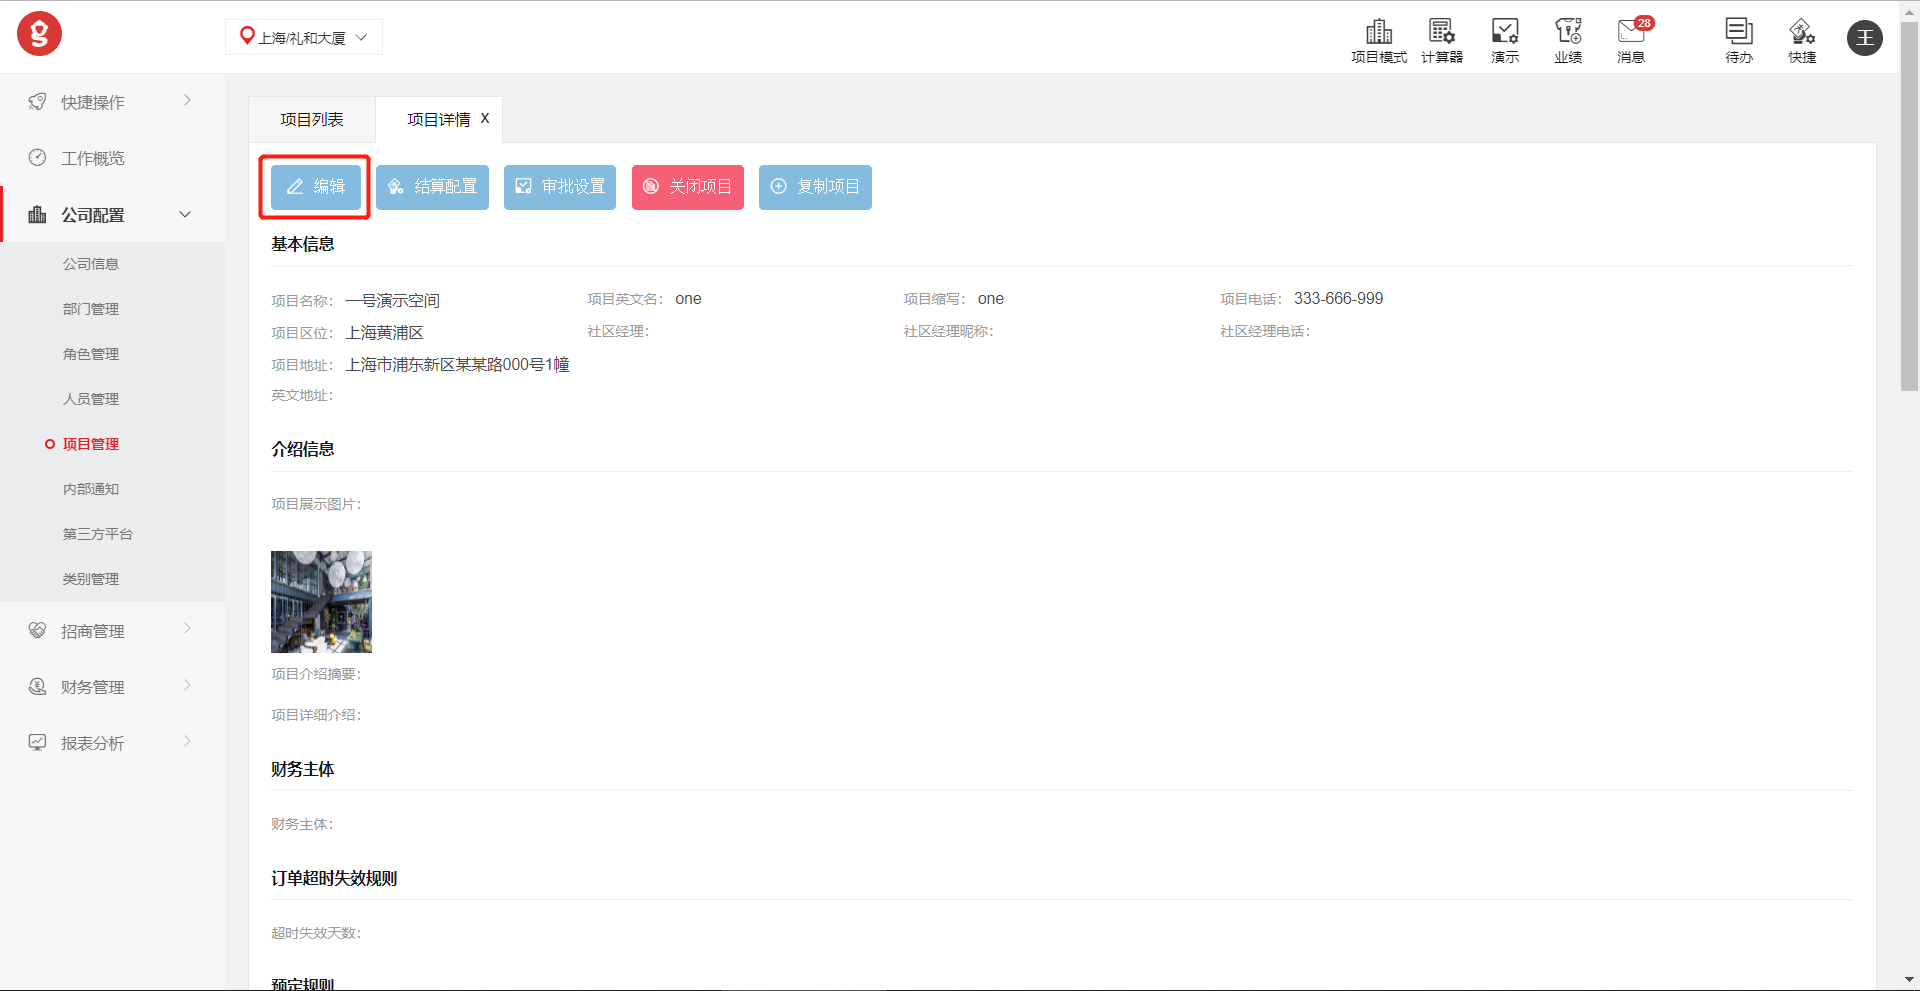 上海/礼和大厦
项目模式
计算器
演示
业绩
28
消息
待办
快捷
王
快捷操作
工作概览
公司配置
公司信息
部门管理
角色管理
人员管理
项目管理
内部通知
第三方平台
类别管理
招商管理
财务管理
报表分析
项目列表
项目详情 X
编辑
结算配置
审批设置
关闭项目
复制项目
基本信息
项目名称： 一号演示空间
项目英文名： one
项目缩写： one
项目电话： 333-666-999
项目区位： 上海黄浦区
社区经理：
社区经理昵称：
社区经理电话：
项目地址： 上海市浦东新区某某路000号1幢
英文地址：
介绍信息
项目展示图片：
项目介绍摘要：
项目详细介绍：
财务主体
财务主体：
订单超时失效规则
超时失效天数：
预定规则